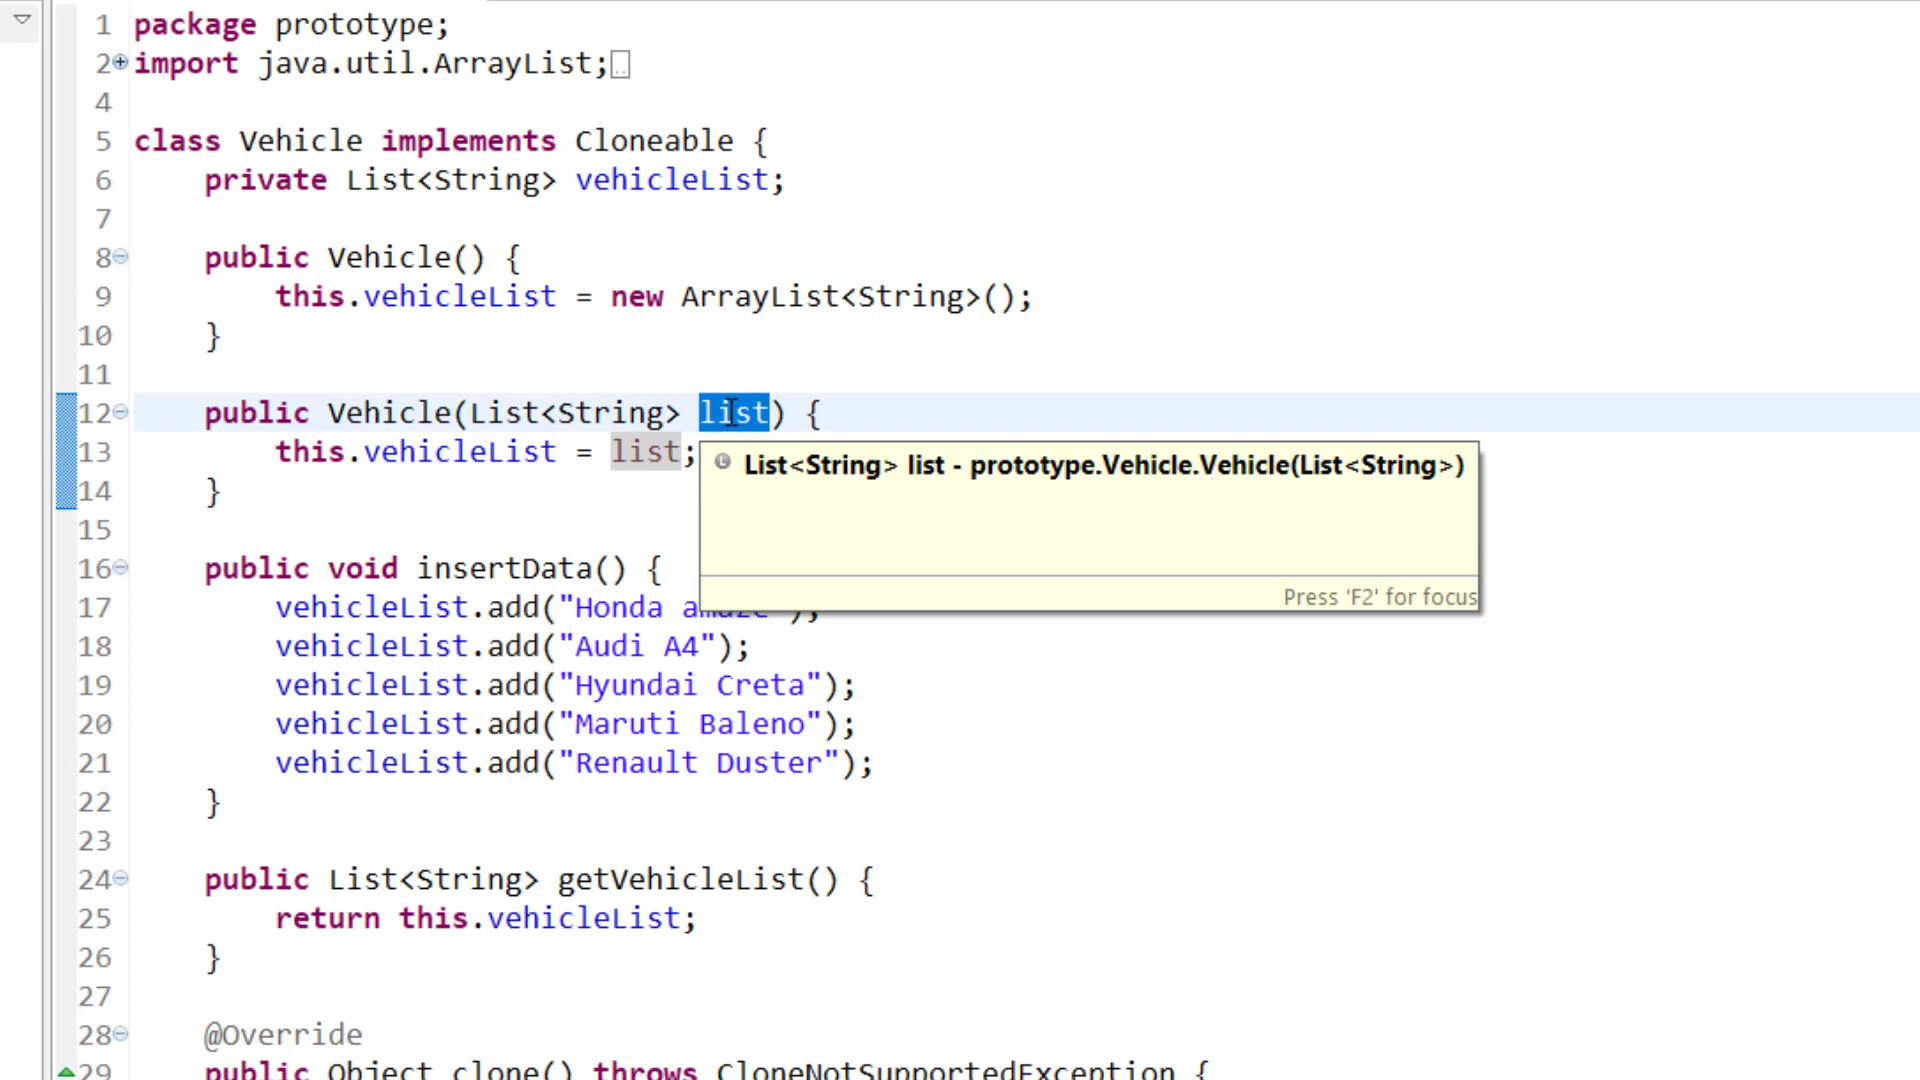 1 package prototype;
2 import java.util.ArrayList;
4
5 class Vehicle implements Cloneable {
6 private List<String> vehicleList;
7
8 public Vehicle() {
9 this.vehicleList = new ArrayList<String>();
10 }
11
12 public Vehicle(List<String> list) {
13 this.vehicleList = list;
List<String> list - prototype.Vehicle.Vehicle(List<String>)
14 }
15
16 public void insertData() {
Press 'F2' for focus
17 vehicleList.add("Honda amaze");
18 vehicleList.add("Audi A4");
19 vehicleList.add("Hyundai Creta");
20 vehicleList.add("Maruti Baleno");
21 vehicleList.add("Renault Duster");
22 }
23
24 public List<String> getVehicleList() {
25 return this.vehicleList;
26 }
27
28 @Override
29 public Object clone() throws CloneNotSupportedException {